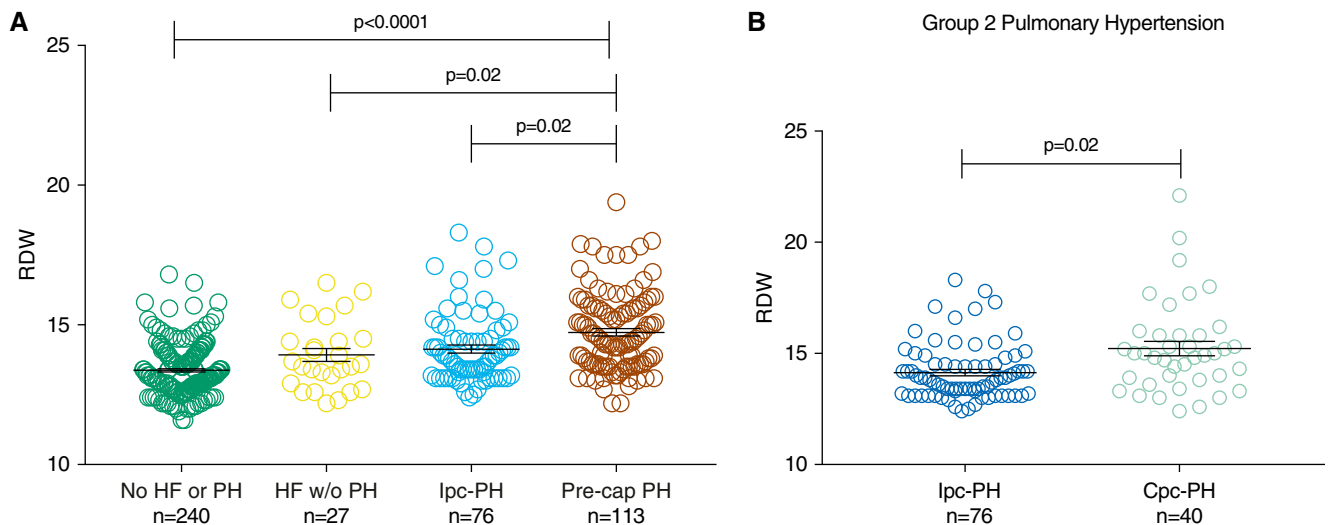 A
p<0.0001
p=0.02
p=0.02
25
20
15
10
RDW
No HF or PH
n=240
HF w/o PH
n=27
Ipc-PH
n=76
Pre-cap PH
n=113
B
Group 2 Pulmonary Hypertension
p=0.02
25
20
15
10
RDW
Ipc-PH
n=76
Cpc-PH
n=40